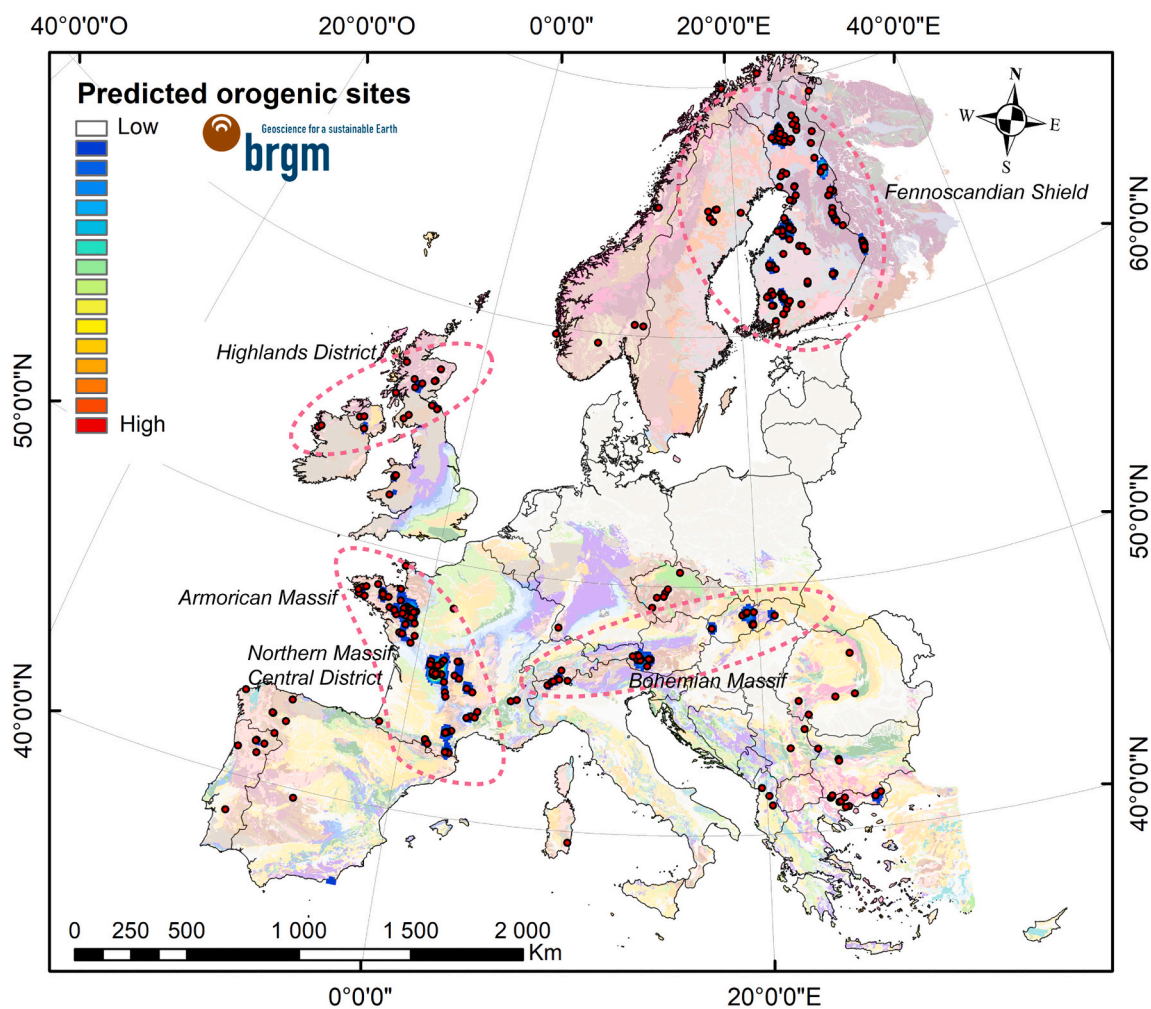 40°0'0"O 20°0'0"O 0°0'0" 20°0'0"E 40°0'0"E
Predicted orogenic sites
Low
High
Geoscience for a sustainable Earth
brgm
N
W E
S
Fennoscandian Shield
60°0'0"N
Highlands District
50°0'0"N
50°0'0"N
Armorican Massif
Northern Massif
Central District
Bohemian Massif
40°0'0"N
40°0'0"N
0 250 500 1 000 1 500 2 000
Km
0°0'0" 20°0'0"E